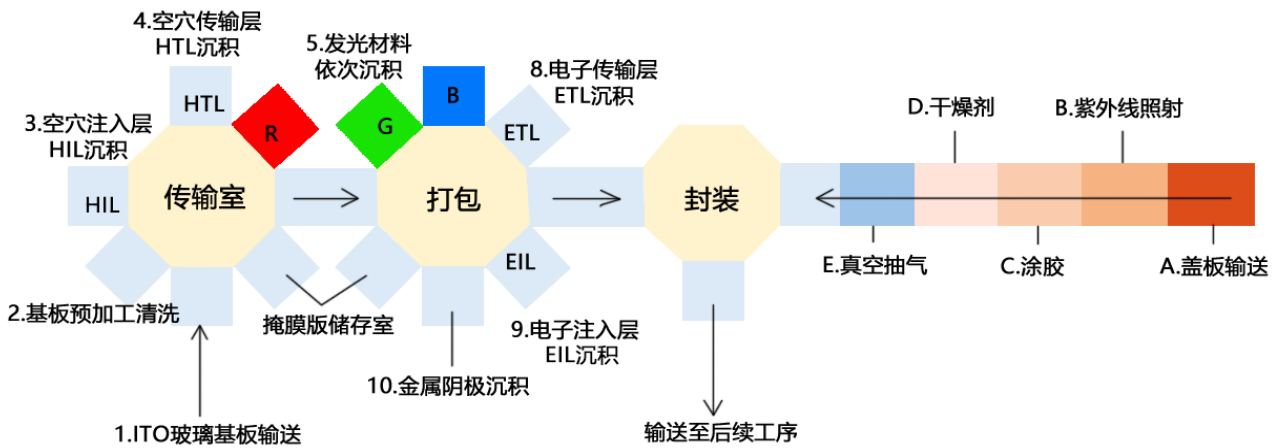 4.空穴传输层
HTL沉积
5.发光材料
依次沉积
8.电子传输层
ETL沉积
3.空穴注入层
HIL沉积
HTL
R
G
B
ETL
D.干燥剂
B.紫外线照射
HIL
传输室
打包
封装
EIL
E.真空抽气
C.涂胶
A.盖板输送
2.基板预加工清洗
掩膜版储存室
9.电子注入层
EIL沉积
10.金属阴极沉积
1.ITO玻璃基板输送
输送至后续工序